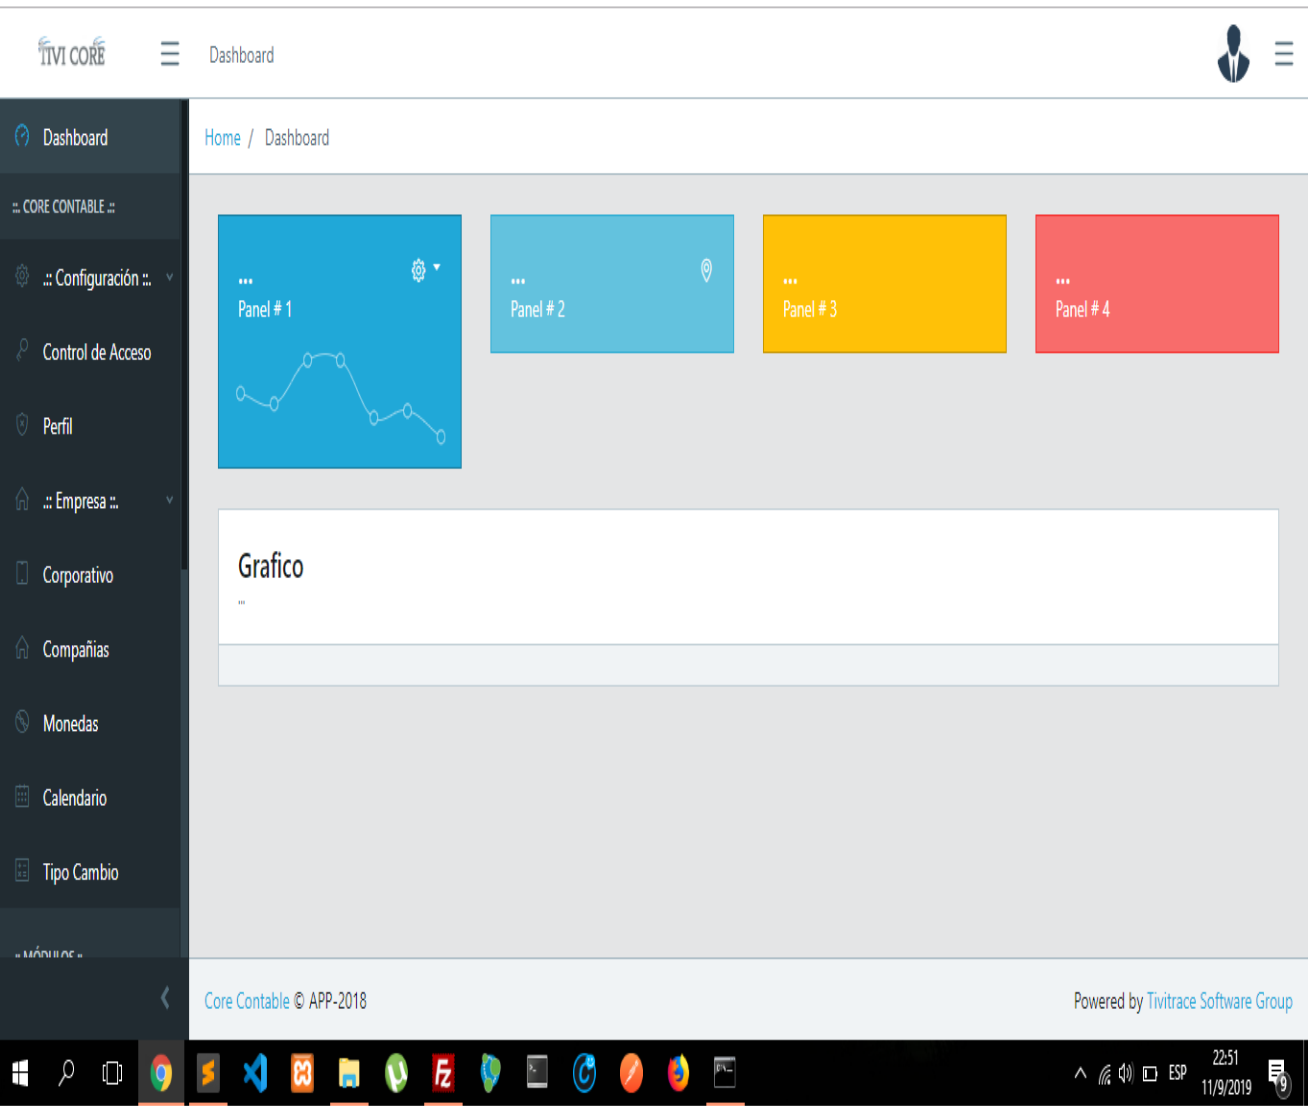 TIVI CORE
Dashboard
Home / Dashboard
Dashboard
::. CORE CONTABLE .::
.:: Configuración ::.
Control de Acceso
Perfil
.:: Empresa ::.
Corporativo
Compañias
Monedas
Calendario
Tipo Cambio
MÓDULOS
...
Panel # 1
...
Panel # 2
...
Panel # 3
...
Panel # 4
Grafico
...
Core Contable © APP-2018
Powered by Tivitrace Software Group
ESP
22:51
11/9/2019
9